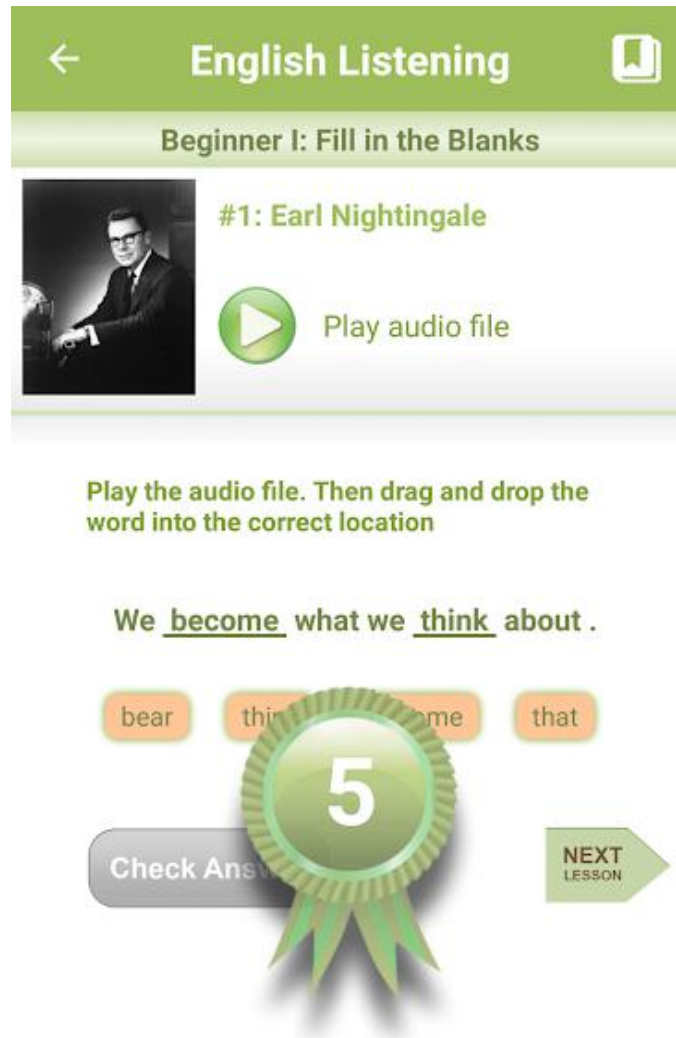 English Listening
Beginner I: Fill in the Blanks
#1: Earl Nightingale
Play audio file
Play the audio file. Then drag and drop the
word into the correct location
We become what we think about .
bear that
5
Check
NEXT
LESSON